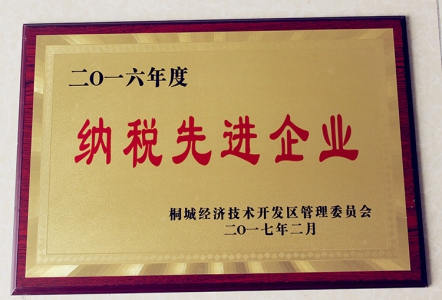 二〇一六年度
纳税先进企业
桐城经济技术开发区管理委员会
二〇一七年二月